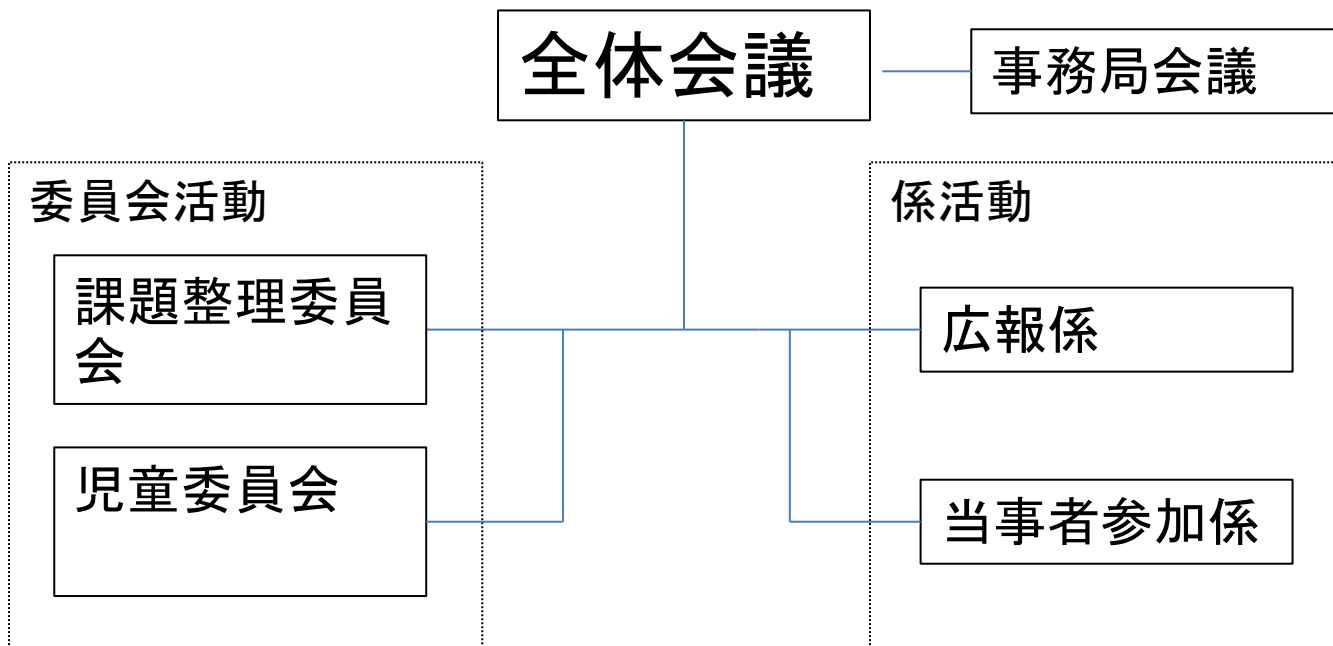 全体会議
事務局会議
委員会活動
課題整理委員
会
児童委員会
係活動
広報係
当事者参加係